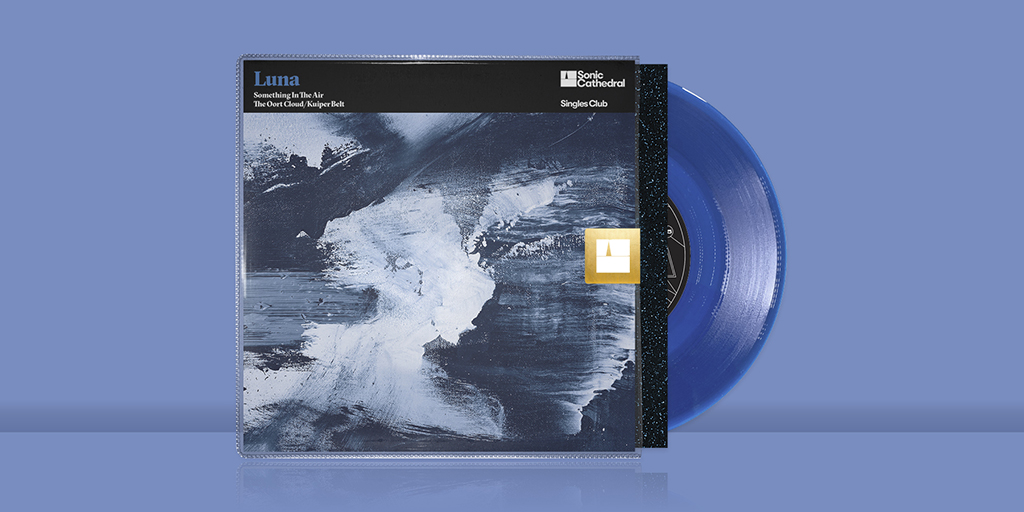 Luna
Something In The Air
The Oort Cloud/Kuiper Belt
Sonic
Cathedral
Singles Club